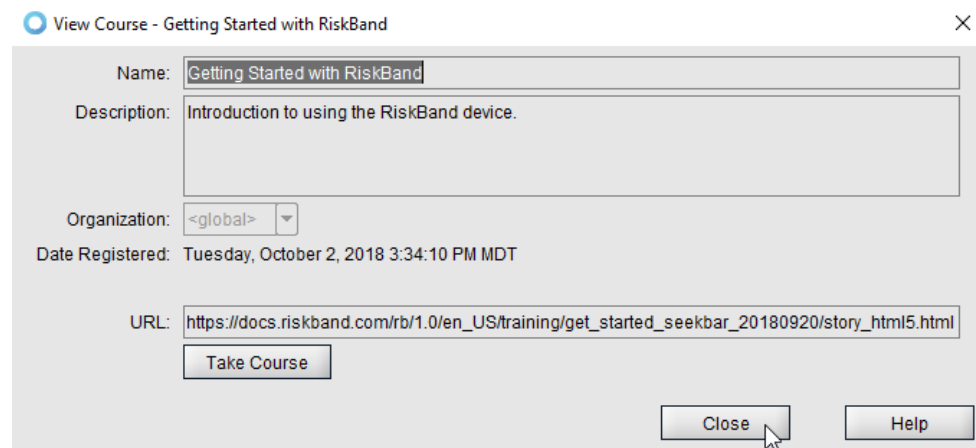 View Course - Getting Started with RiskBand
Name: Getting Started with RiskBand
Description: Introduction to using the RiskBand device.
Organization: <global>
Date Registered: Tuesday, October 2, 2018 3:34:10 PM MDT
URL: https://docs.riskband.com/rb/1.0/en_US/training/get_started_seekbar_20180920/story_html5.html
Take Course
Close Help